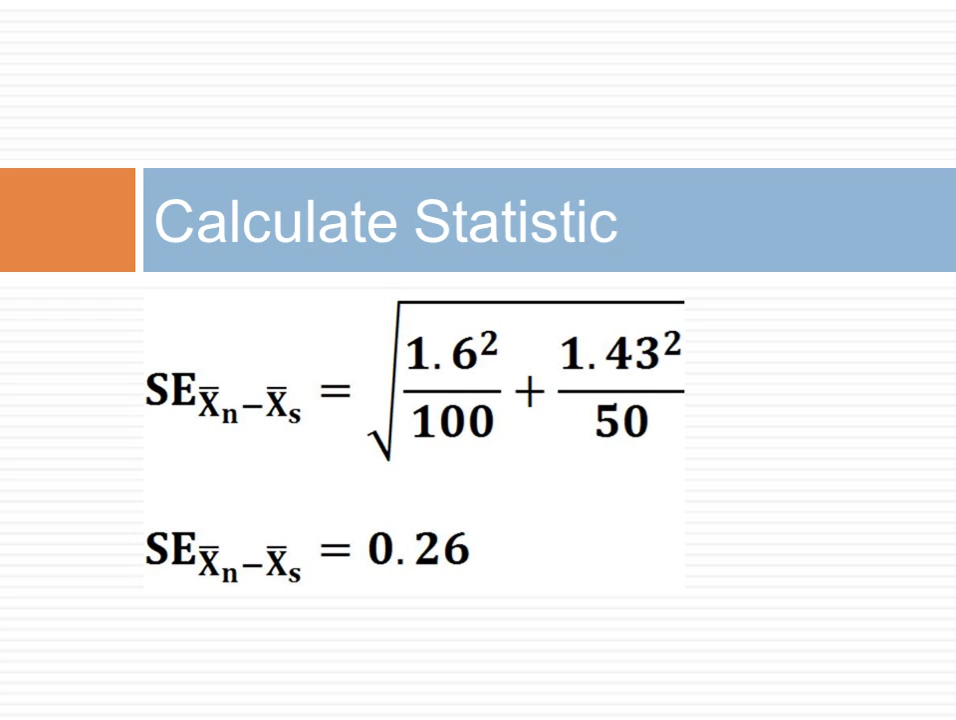 Calculate Statistic
SE_{X̅ₙ−X̅ₛ} = √(1.6²/100 + 1.43²/50)
SE_{X̅ₙ−X̅ₛ} = 0.26